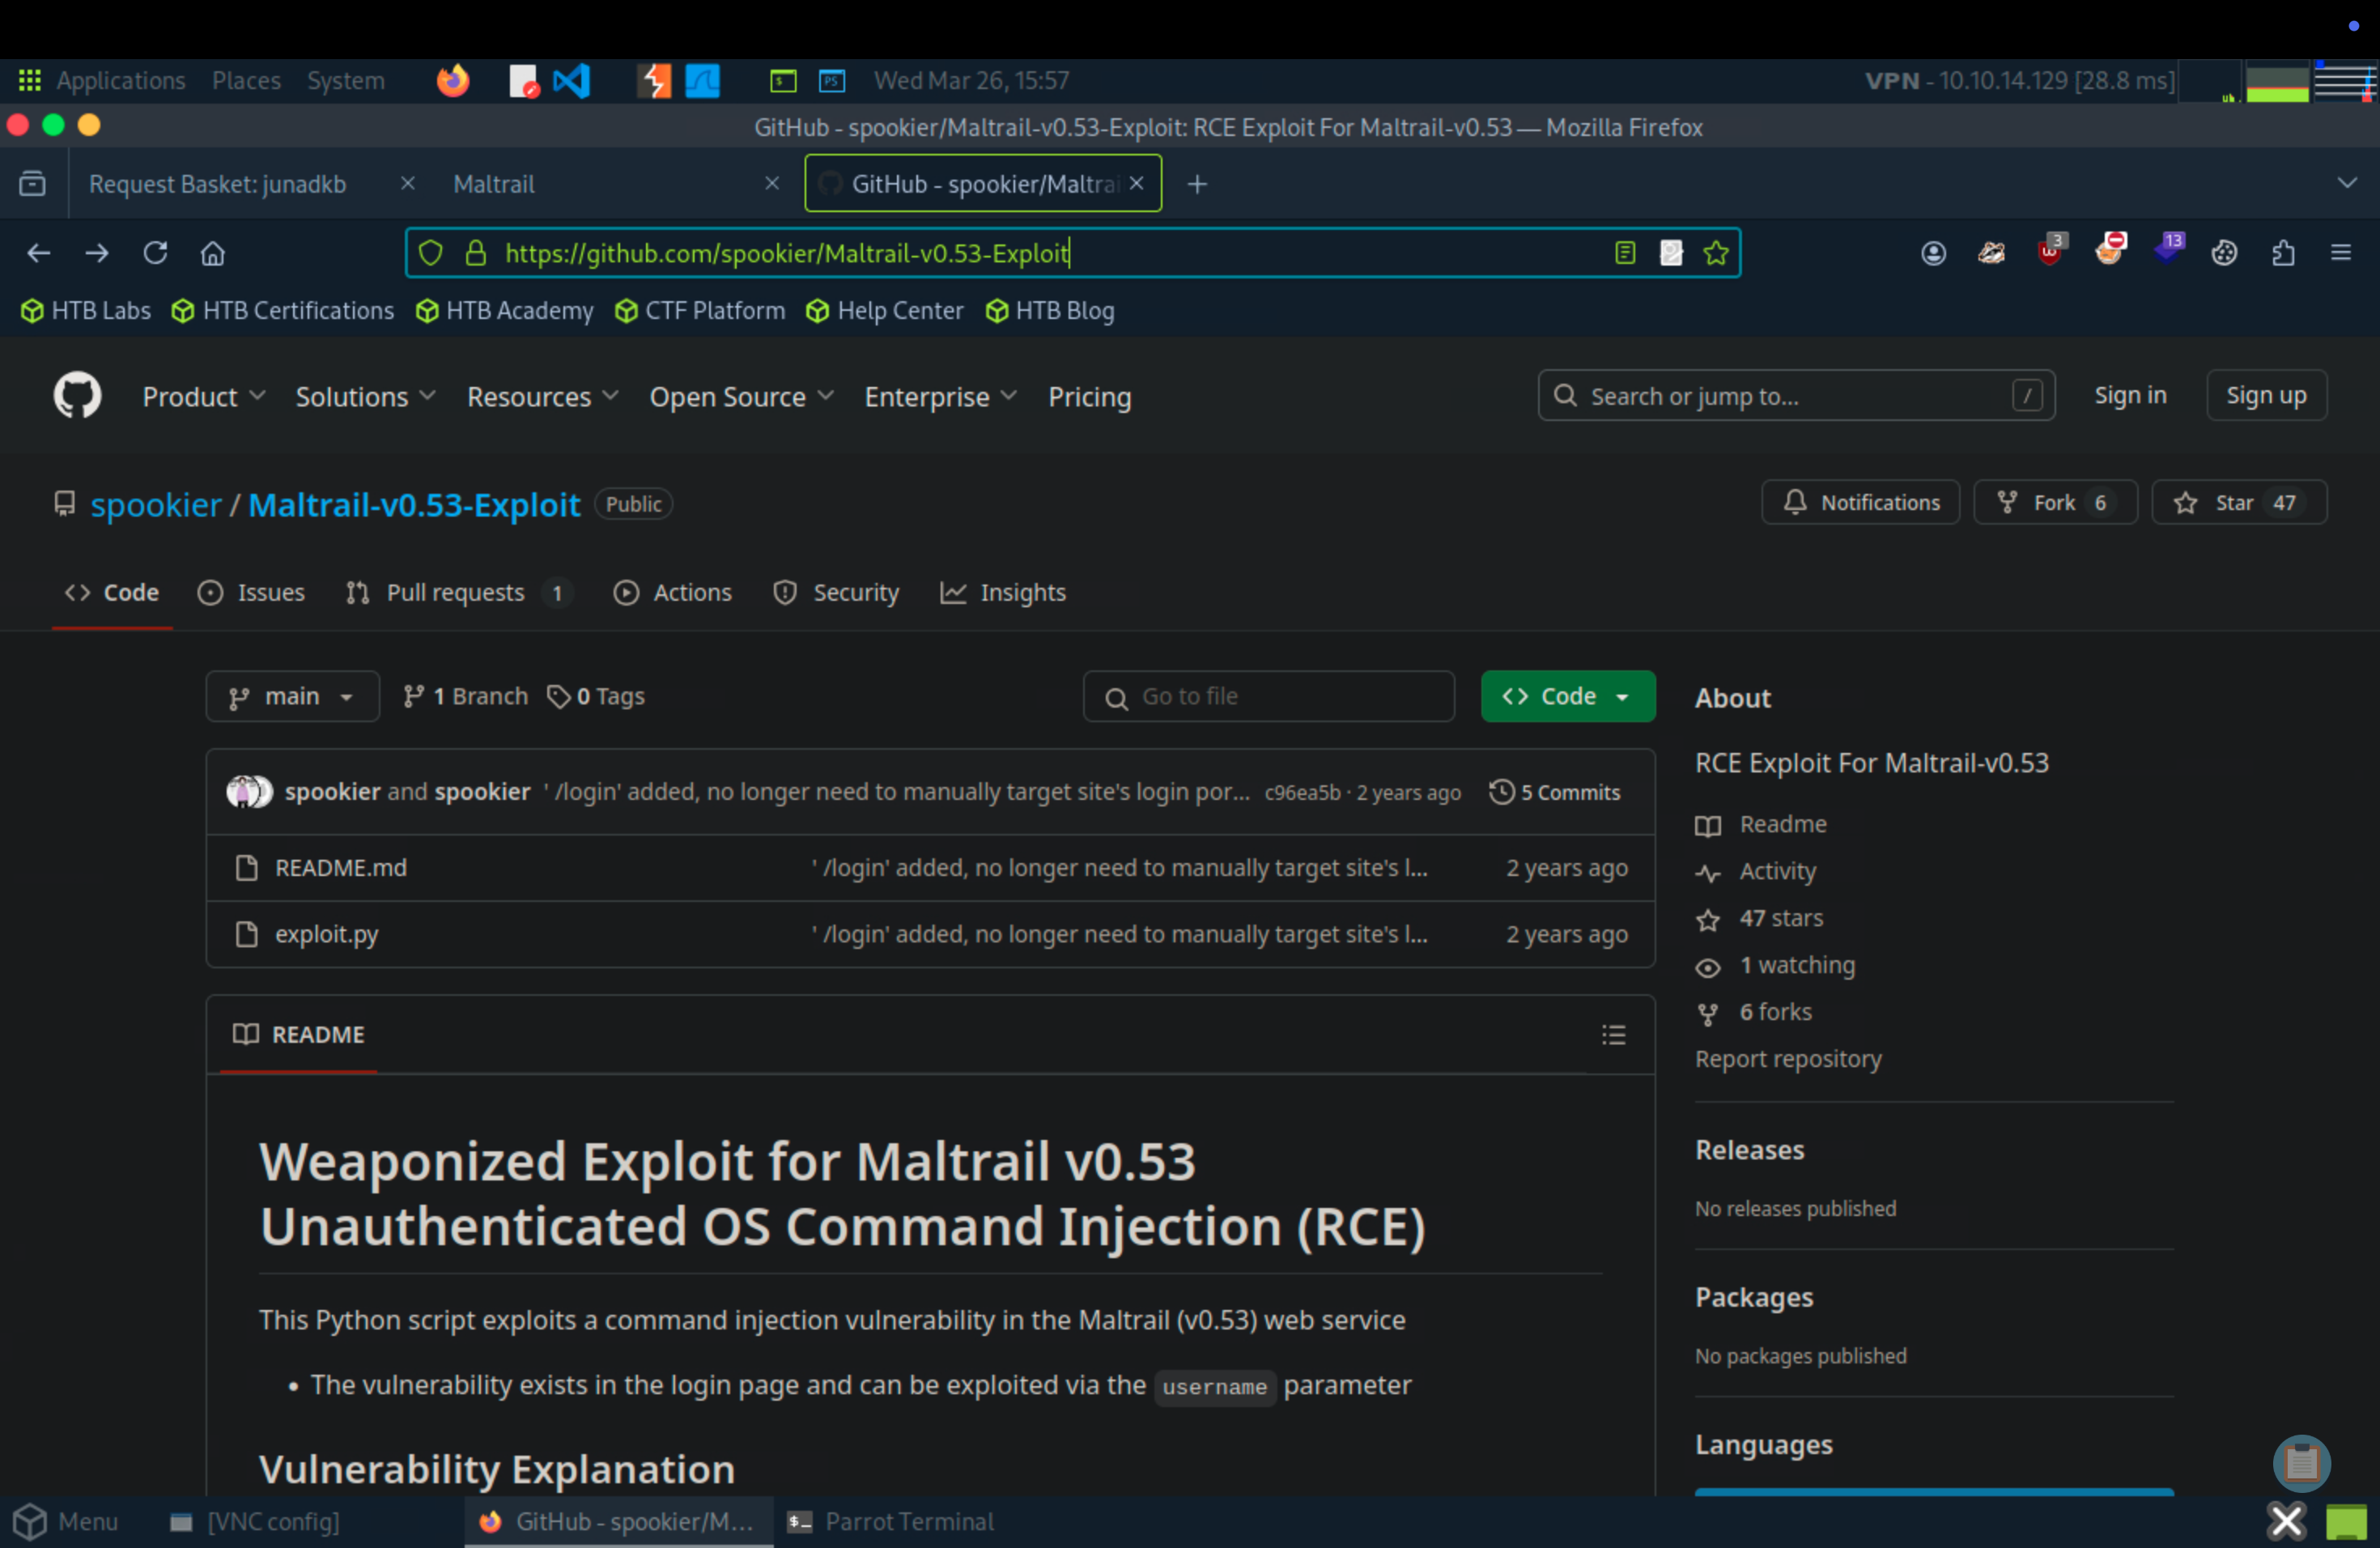 Applications Places System Wed Mar 26, 15:57 VPN - 10.10.14.129 [28.8 ms]
GitHub - spookier/Maltrail-v0.53-Exploit: RCE Exploit For Maltrail-v0.53 — Mozilla Firefox
Request Basket: junadkb Maltrail GitHub - spookier/Maltrai
https://github.com/spookier/Maltrail-v0.53-Exploit 3 13
HTB Labs HTB Certifications HTB Academy CTF Platform Help Center HTB Blog
Product Solutions Resources Open Source Enterprise Pricing Search or jump to... / Sign in Sign up
spookier / Maltrail-v0.53-Exploit Public Notifications Fork 6 Star 47
Code Issues Pull requests 1 Actions Security Insights
main 1 Branch 0 Tags Go to file Code
spookier and spookier ' /login' added, no longer need to manually target site's login por... c96ea5b · 2 years ago 5 Commits
README.md ' /login' added, no longer need to manually target site's l... 2 years ago
exploit.py ' /login' added, no longer need to manually target site's l... 2 years ago
README
Weaponized Exploit for Maltrail v0.53
Unauthenticated OS Command Injection (RCE)
This Python script exploits a command injection vulnerability in the Maltrail (v0.53) web service
• The vulnerability exists in the login page and can be exploited via the username parameter
Vulnerability Explanation
About
RCE Exploit For Maltrail-v0.53
Readme
Activity
47 stars
1 watching
6 forks
Report repository
Releases
No releases published
Packages
No packages published
Languages
Menu [VNC config] GitHub - spookier/M... Parrot Terminal